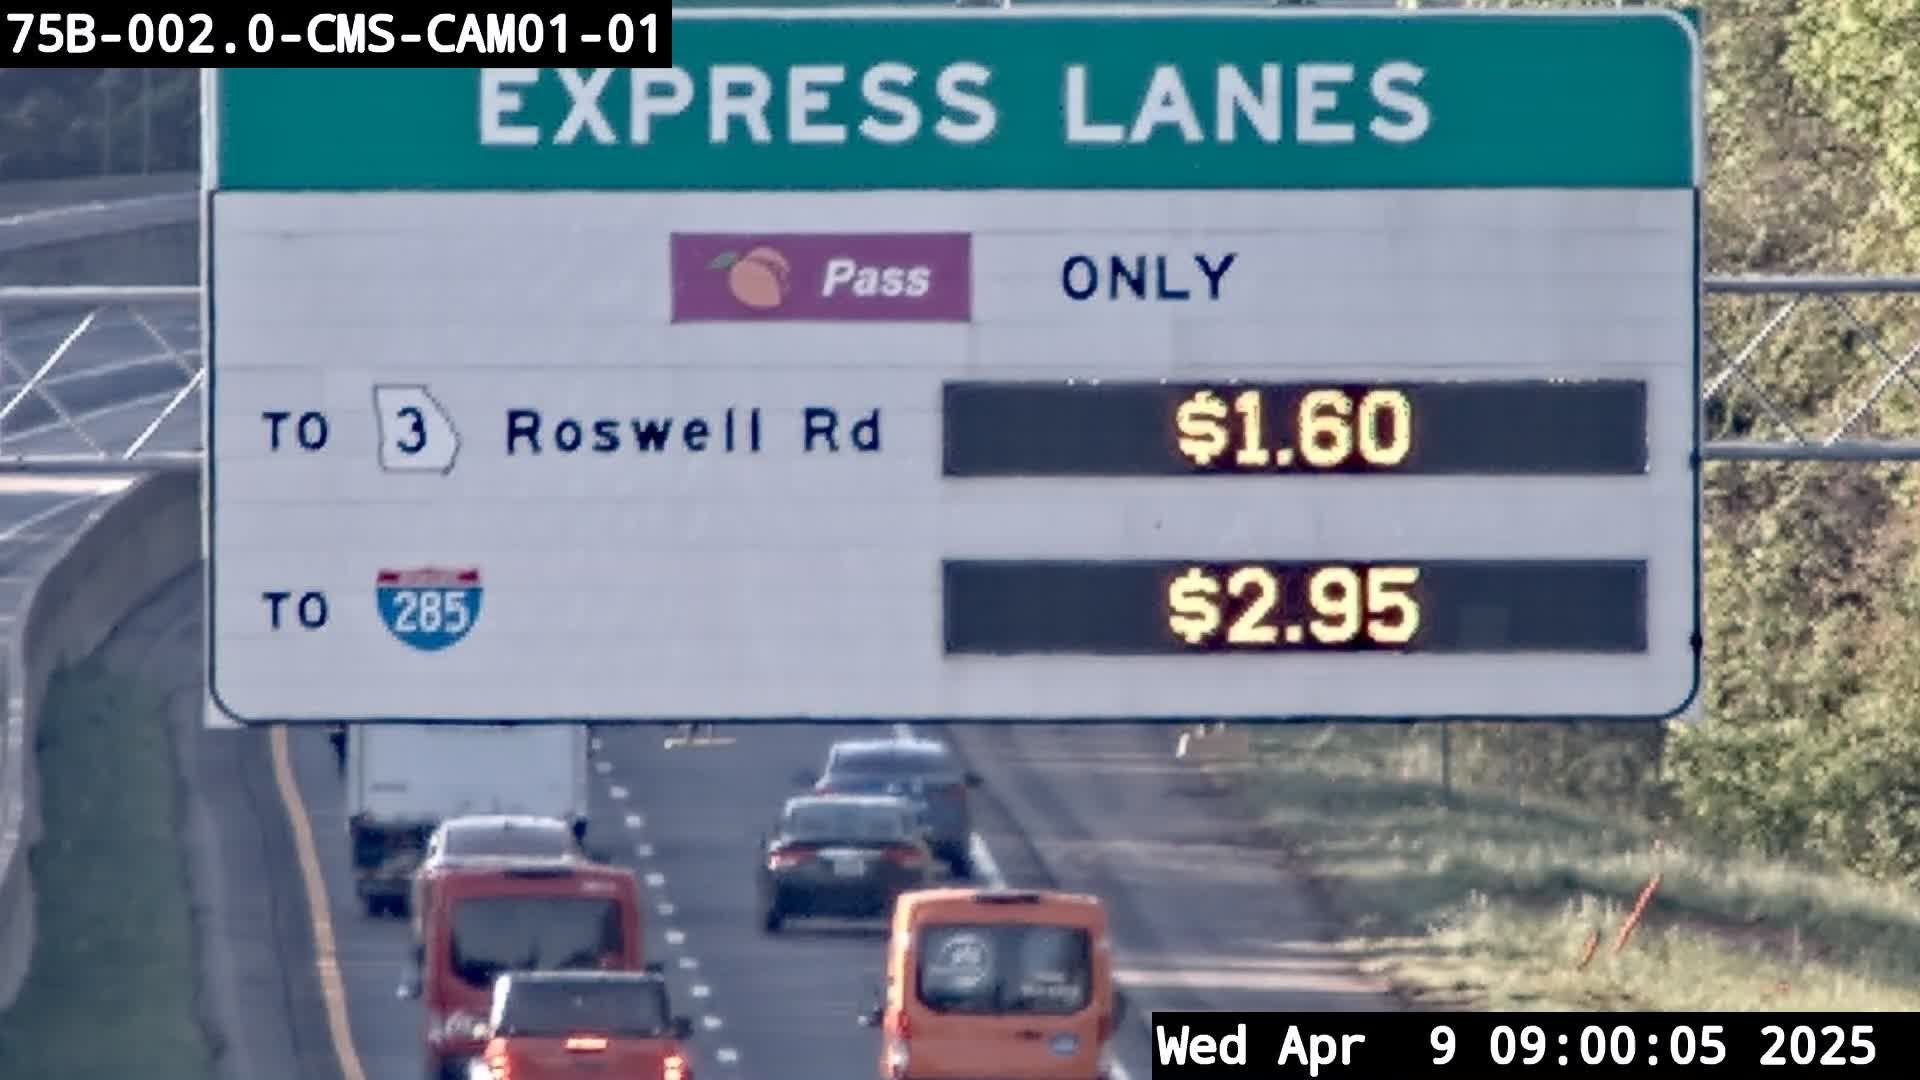 75B-002.0-CMS-CAM01-01
EXPRESS LANES
Pass ONLY
TO 3 Roswell Rd $1.60
TO 285 $2.95
Wed Apr 9 09:00:05 2025